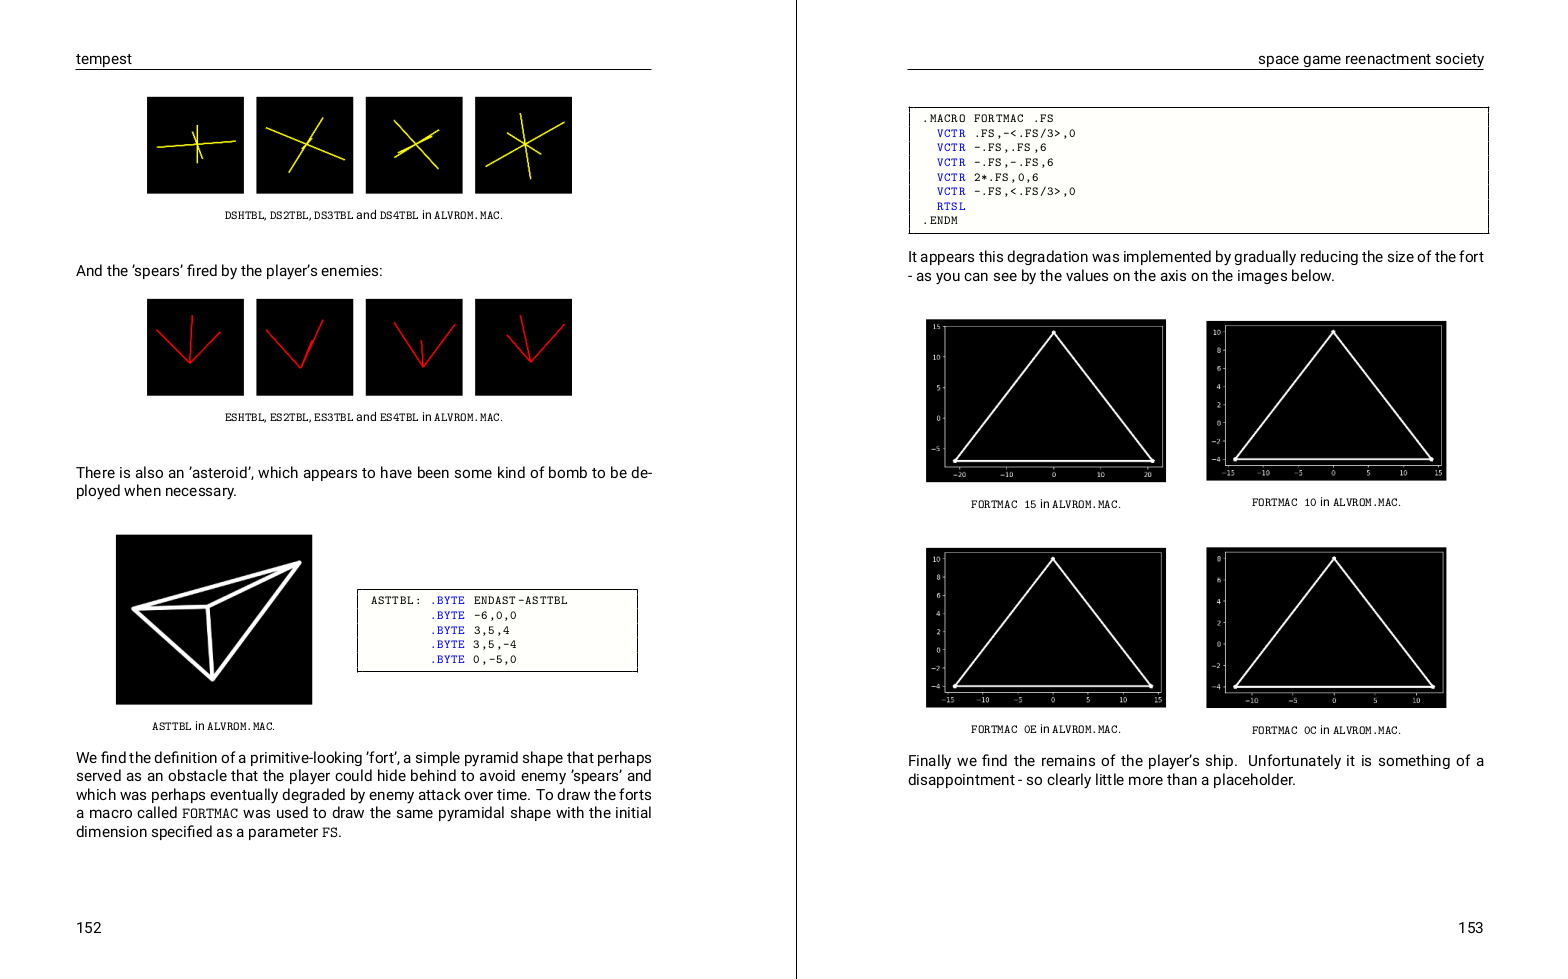 tempest
DSHTBL, DS2TBL, DS3TBL and DS4TBL in ALVROM.MAC.
And the ’spears’ fired by the player’s enemies:
ESHTBL, ES2TBL, ES3TBL and ES4TBL in ALVROM.MAC.
There is also an ’asteroid’, which appears to have been some kind of bomb to be de-
ployed when necessary.
ASTTBL: .BYTE ENDAST-ASTTBL
.BYTE -6,0,0
.BYTE 3,5,4
.BYTE 3,5,-4
.BYTE 0,-5,0
ASTTBL in ALVROM.MAC.
We find the definition of a primitive-looking ’fort’, a simple pyramid shape that perhaps
served as an obstacle that the player could hide behind to avoid enemy ’spears’ and
which was perhaps eventually degraded by enemy attack over time. To draw the forts
a macro called FORTMAC was used to draw the same pyramidal shape with the initial
dimension specified as a parameter FS.
152
space game reenactment society
.MACRO FORTMAC .FS
VCTR .FS,-<.FS/3>,0
VCTR -.FS,.FS,6
VCTR -.FS,-.FS,6
VCTR 2*.FS,0,6
VCTR -.FS,<.FS/3>,0
RTSL
.ENDM
It appears this degradation was implemented by gradually reducing the size of the fort
- as you can see by the values on the axis on the images below.
15
10
5
0
−5
−20 −10 0 10 20
FORTMAC 15 in ALVROM.MAC.
10
8
6
4
2
0
−2
−4
−15 −10 −5 0 5 10 15
FORTMAC 10 in ALVROM.MAC.
10
8
6
4
2
0
−2
−4
−15 −10 −5 0 5 10 15
FORTMAC 0E in ALVROM.MAC.
8
6
4
2
0
−2
−4
−10 −5 0 5 10
FORTMAC 0C in ALVROM.MAC.
Finally we find the remains of the player’s ship. Unfortunately it is something of a
disappointment - so clearly little more than a placeholder.
153